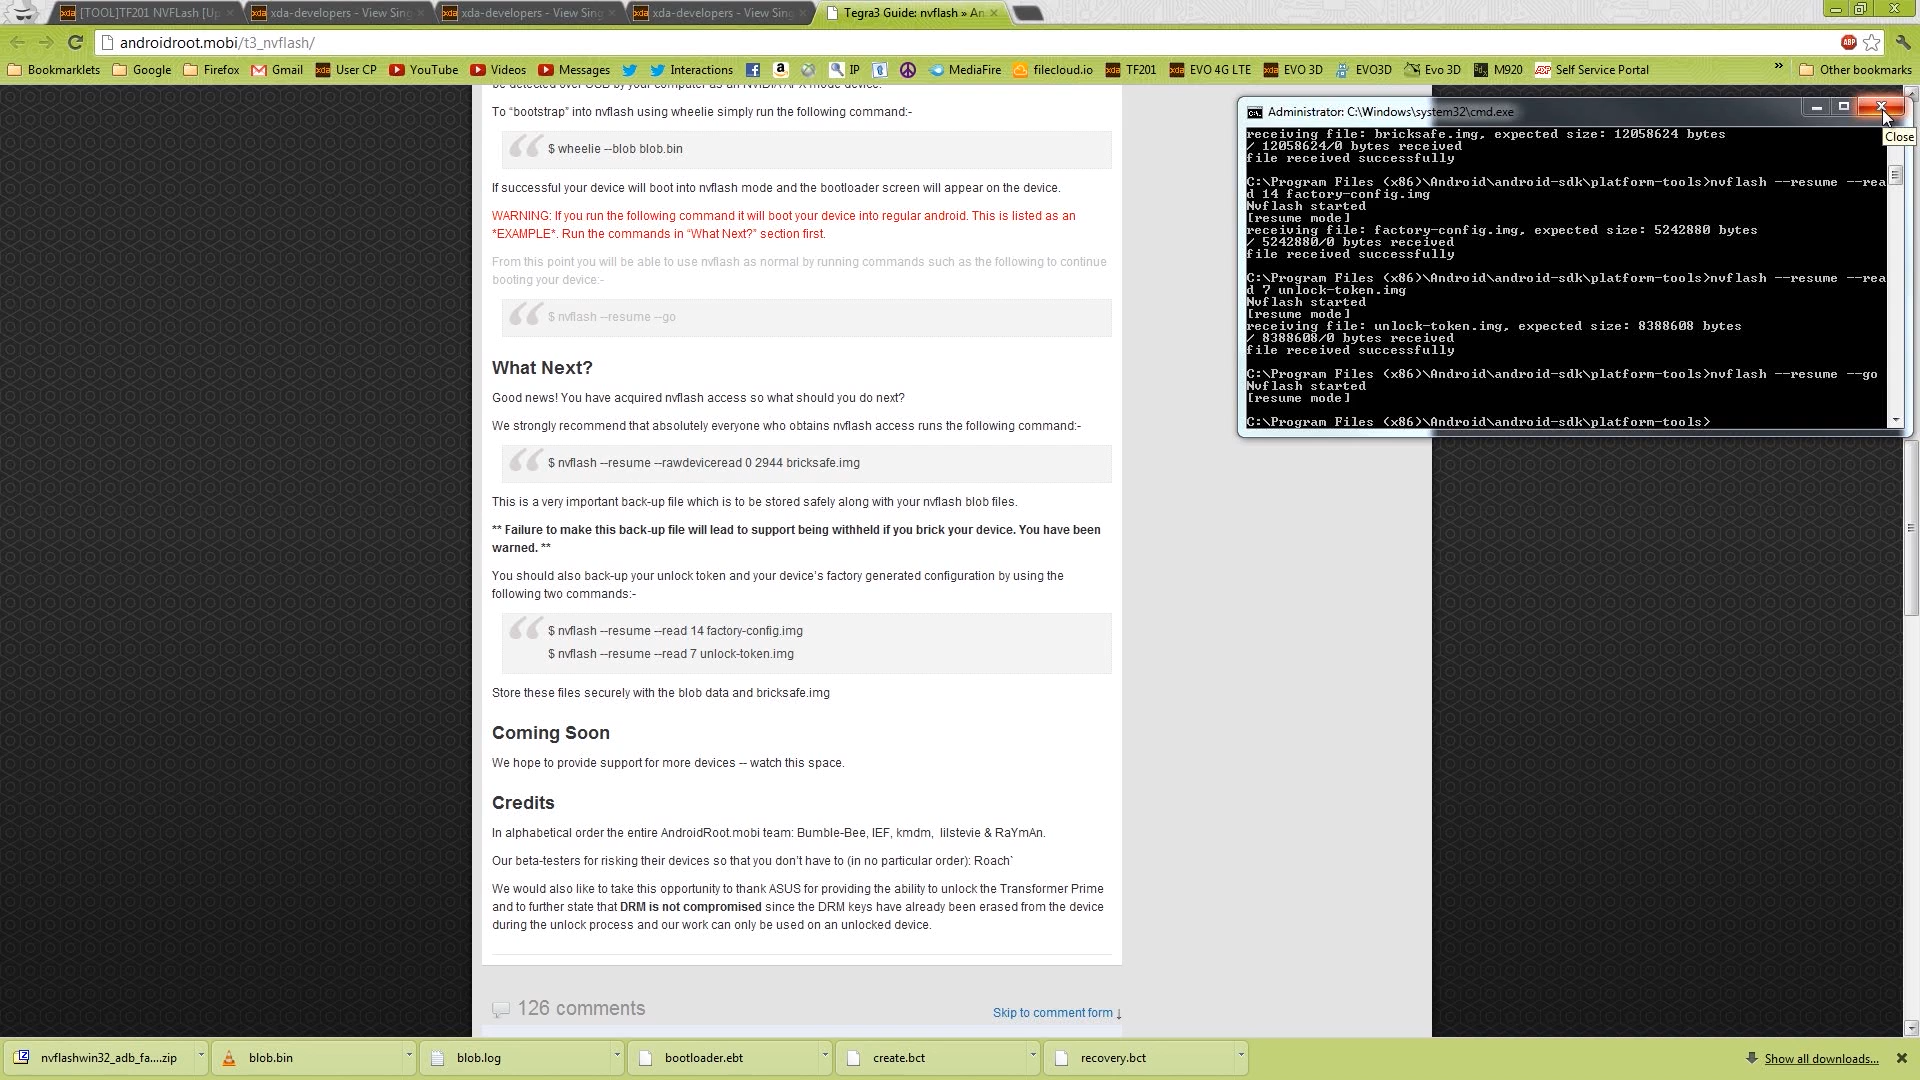 [TOOL]TF201 NVFLash [Up
xda-developers - View Sing
xda-developers - View Sing
xda-developers - View Sing
Tegra3 Guide: nvflash » An
androidroot.mobi/t3_nvflash/
ABP
Bookmarklets Google Firefox Gmail User CP YouTube Videos Messages Interactions IP MediaFire filecloud.io TF201 EVO 4G LTE EVO 3D EVO3D Evo 3D M920 Self Service Portal » Other bookmarks
be detected over USB by your computer as an NVIDIA APX mode device.
To “bootstrap” into nvflash using wheelie simply run the following command:-
$ wheelie --blob blob.bin
If successful your device will boot into nvflash mode and the bootloader screen will appear on the device.
WARNING: If you run the following command it will boot your device into regular android. This is listed as an
*EXAMPLE*. Run the commands in “What Next?” section first.
From this point you will be able to use nvflash as normal by running commands such as the following to continue
booting your device:-
$ nvflash --resume --go
What Next?
Good news! You have acquired nvflash access so what should you do next?
We strongly recommend that absolutely everyone who obtains nvflash access runs the following command:-
$ nvflash --resume --rawdeviceread 0 2944 bricksafe.img
This is a very important back-up file which is to be stored safely along with your nvflash blob files.
** Failure to make this back-up file will lead to support being withheld if you brick your device. You have been
warned. **
You should also back-up your unlock token and your device’s factory generated configuration by using the
following two commands:-
$ nvflash --resume --read 14 factory-config.img
$ nvflash --resume --read 7 unlock-token.img
Store these files securely with the blob data and bricksafe.img
Coming Soon
We hope to provide support for more devices -- watch this space.
Credits
In alphabetical order the entire AndroidRoot.mobi team: Bumble-Bee, IEF, kmdm, lilstevie & RaYmAn.
Our beta-testers for risking their devices so that you don’t have to (in no particular order): Roach`
We would also like to take this opportunity to thank ASUS for providing the ability to unlock the Transformer Prime
and to further state that DRM is not compromised since the DRM keys have already been erased from the device
during the unlock process and our work can only be used on an unlocked device.
126 comments
Skip to comment form ↓
Administrator: C:\Windows\system32\cmd.exe
Close
receiving file: bricksafe.img, expected size: 12058624 bytes
/ 12058624/0 bytes received
file received successfully
C:\Program Files (x86)\Android\android-sdk\platform-tools>nvflash --resume --rea
d 14 factory-config.img
Nvflash started
[resume mode]
receiving file: factory-config.img, expected size: 5242880 bytes
/ 5242880/0 bytes received
file received successfully
C:\Program Files (x86)\Android\android-sdk\platform-tools>nvflash --resume --rea
d 7 unlock-token.img
Nvflash started
[resume mode]
receiving file: unlock-token.img, expected size: 8388608 bytes
/ 8388608/0 bytes received
file received successfully
C:\Program Files (x86)\Android\android-sdk\platform-tools>nvflash --resume --go
Nvflash started
[resume mode]
C:\Program Files (x86)\Android\android-sdk\platform-tools>
nvflashwin32_adb_fa....zip
blob.bin
blob.log
bootloader.ebt
create.bct
recovery.bct
Show all downloads...